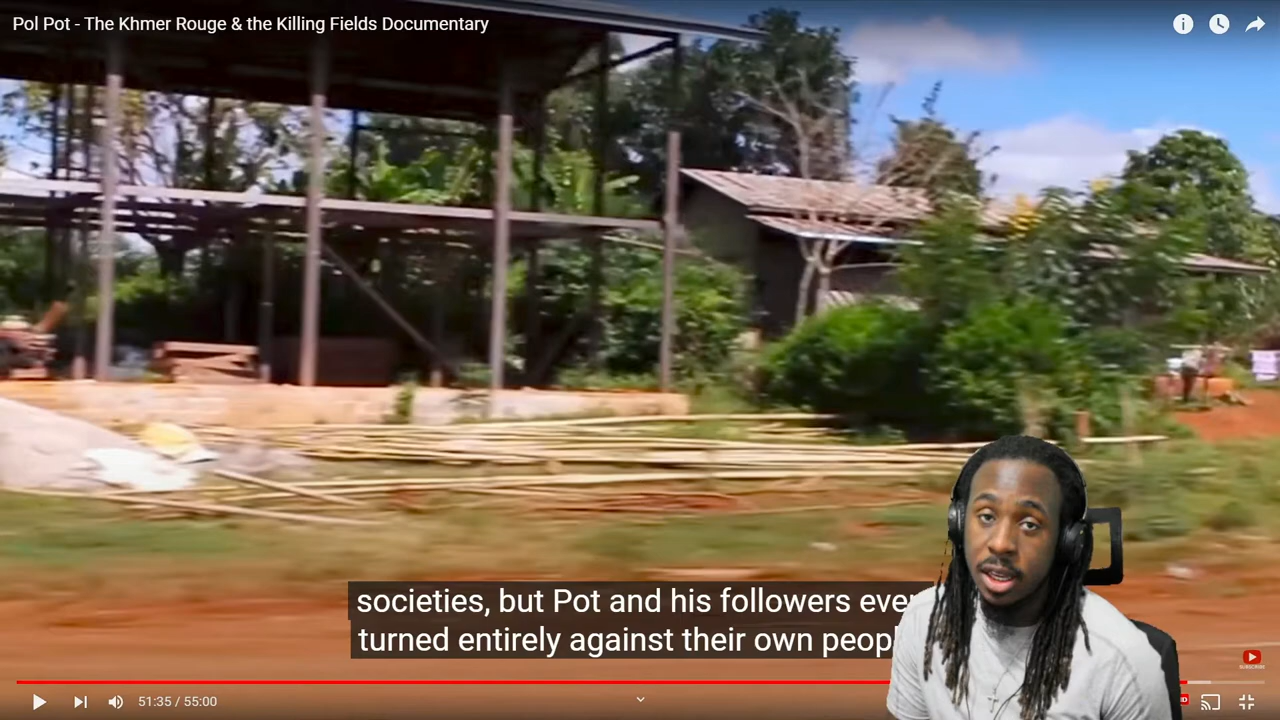 Pol Pot - The Khmer Rouge & the Killing Fields Documentary
societies, but Pot and his followers
turned entirely against their own
51:35 / 55:00
SUBSCRIBE